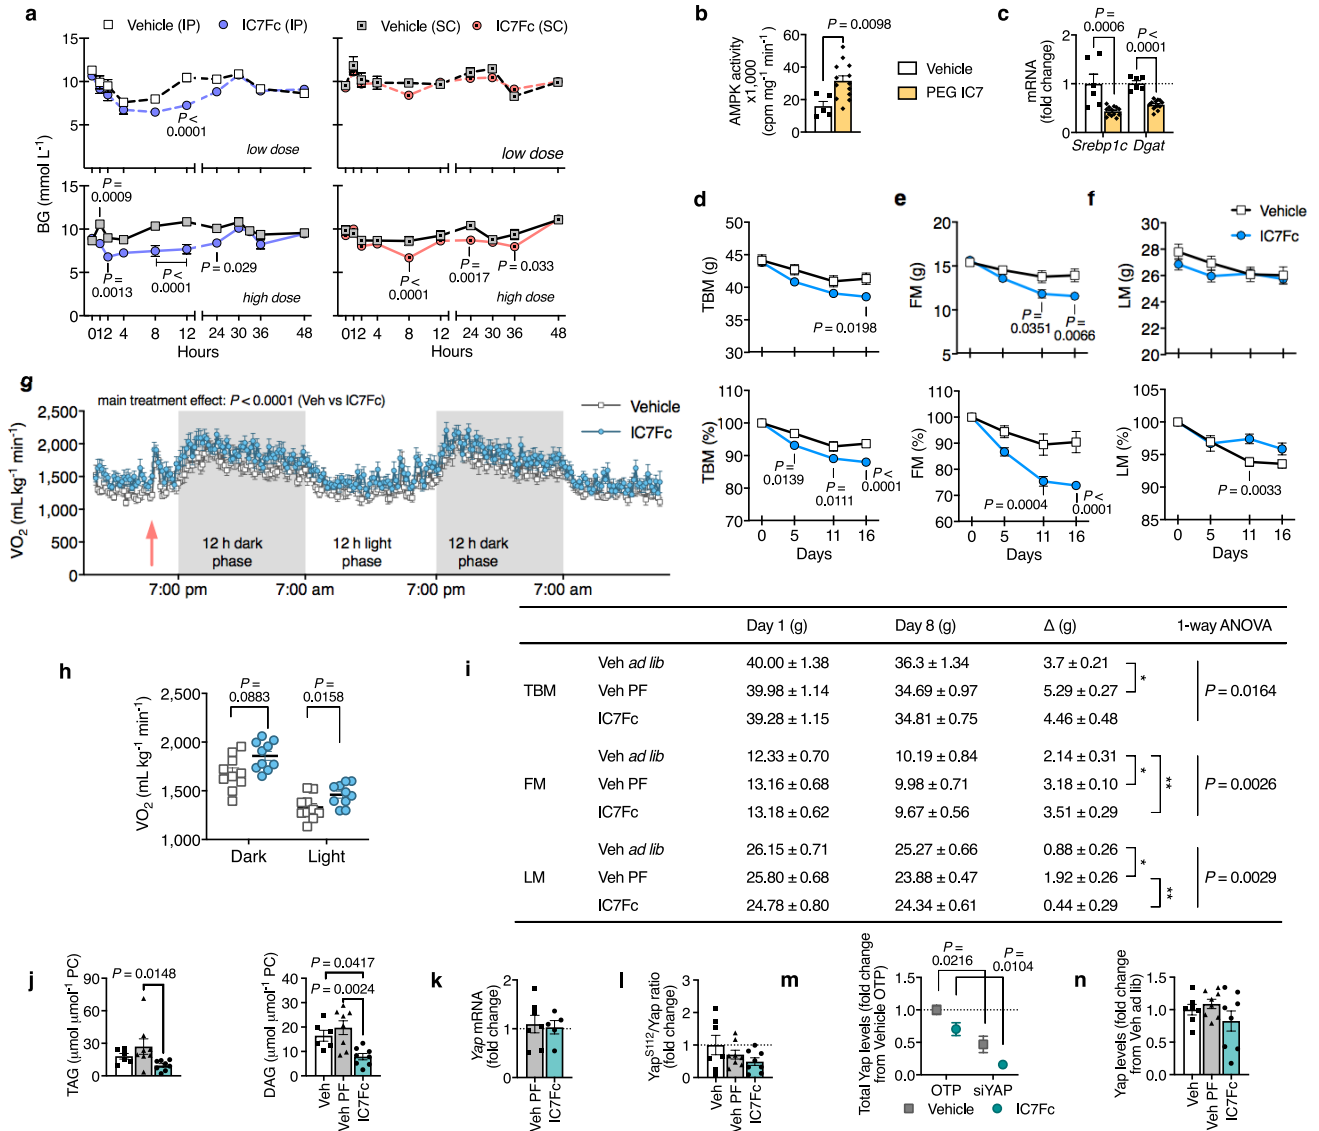 a
Vehicle (IP)
IC7Fc (IP)
Vehicle (SC)
IC7Fc (SC)
BG (mmol L-1)
15
10
5
P
< 0.0001
low dose
low dose
15
10
5
0
P =
0.0009
P =
0.0013
P <
0.0001
P = 0.029
high dose
P <
0.0001
P =
0.0017
P = 0.033
high dose
012 4 8 12 24 30 36 48
Hours
012 4 8 12 24 30 36 48
Hours
b
AMPK activity
x1,000
(cpm mg-1 min-1)
60
40
20
0
P = 0.0098
Vehicle
PEG IC7
c
mRNA
(fold change)
2
1
0
P =
0.0006
P <
0.0001
Srebp1c Dgat
d
TBM (g)
50
45
40
35
30
P = 0.0198
TBM (%)
110
100
90
80
70
P =
0.0139
P =
0.0111
P <
0.0001
0 5 11 16
Days
e
FM (g)
20
15
10
5
P =
0.0351
P =
0.0066
FM (%)
110
100
90
80
70
60
P = 0.0004
P <
0.0001
0 5 11 16
Days
f
Vehicle
IC7Fc
LM (g)
30
28
26
24
22
20
LM (%)
105
100
95
90
85
P = 0.0033
0 5 11 16
Days
g
main treatment effect: P < 0.0001 (Veh vs IC7Fc)
Vehicle
IC7Fc
VO2 (mL kg-1 min-1)
2,500
2,000
1,500
1,000
500
0
12 h dark
phase
12 h light
phase
12 h dark
phase
7:00 pm 7:00 am 7:00 pm 7:00 am
h
VO2 (mL kg-1 min-1)
2,500
2,000
1,500
1,000
P =
0.0883
P =
0.0158
Dark Light
i
Day 1 (g) Day 8 (g) Δ (g) 1-way ANOVA
Veh ad lib 40.00 ± 1.38 36.3 ± 1.34 3.7 ± 0.21
TBM Veh PF 39.98 ± 1.14 34.69 ± 0.97 5.29 ± 0.27 * P = 0.0164
IC7Fc 39.28 ± 1.15 34.81 ± 0.75 4.46 ± 0.48
Veh ad lib 12.33 ± 0.70 10.19 ± 0.84 2.14 ± 0.31
FM Veh PF 13.16 ± 0.68 9.98 ± 0.71 3.18 ± 0.10 * ** P = 0.0026
IC7Fc 13.18 ± 0.62 9.67 ± 0.56 3.51 ± 0.29
Veh ad lib 26.15 ± 0.71 25.27 ± 0.66 0.88 ± 0.26
LM Veh PF 25.80 ± 0.68 23.88 ± 0.47 1.92 ± 0.26 * ** P = 0.0029
IC7Fc 24.78 ± 0.80 24.34 ± 0.61 0.44 ± 0.29
j
TAG (μmol μmol-1 PC)
90
60
30
0
P = 0.0148
DAG (μmol μmol-1 PC)
40
30
20
10
0
P = 0.0417
P = 0.0024
Veh
Veh PF
IC7Fc
k
Yap mRNA
(fold change)
2
1
0
Veh PF
IC7Fc
l
YapS112/Yap ratio
(fold change)
3
2
1
0
Veh
Veh PF
IC7Fc
m
Total Yap levels (fold change
from Vehicle OTP)
1.5
1.0
0.5
0.0
P =
0.0216
P =
0.0104
OTP siYAP
Vehicle
IC7Fc
n
Yap levels (fold change
from Veh ad lib)
1.5
1.0
0.5
0.0
Veh
Veh PF
IC7Fc